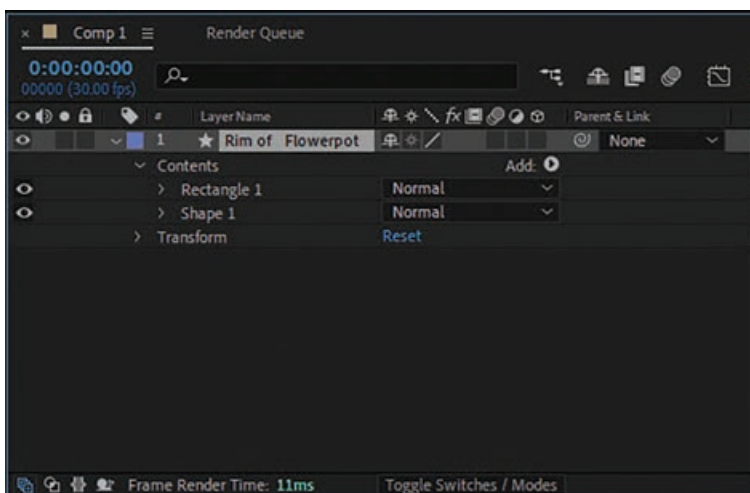 Comp 1 Render Queue
0:00:00:00
00000 (30.00 fps)
# Layer Name fx Parent & Link
1 Rim of Flowerpot None
Contents Add:
Rectangle 1 Normal
Shape 1 Normal
Transform Reset
Frame Render Time: 11ms Toggle Switches / Modes